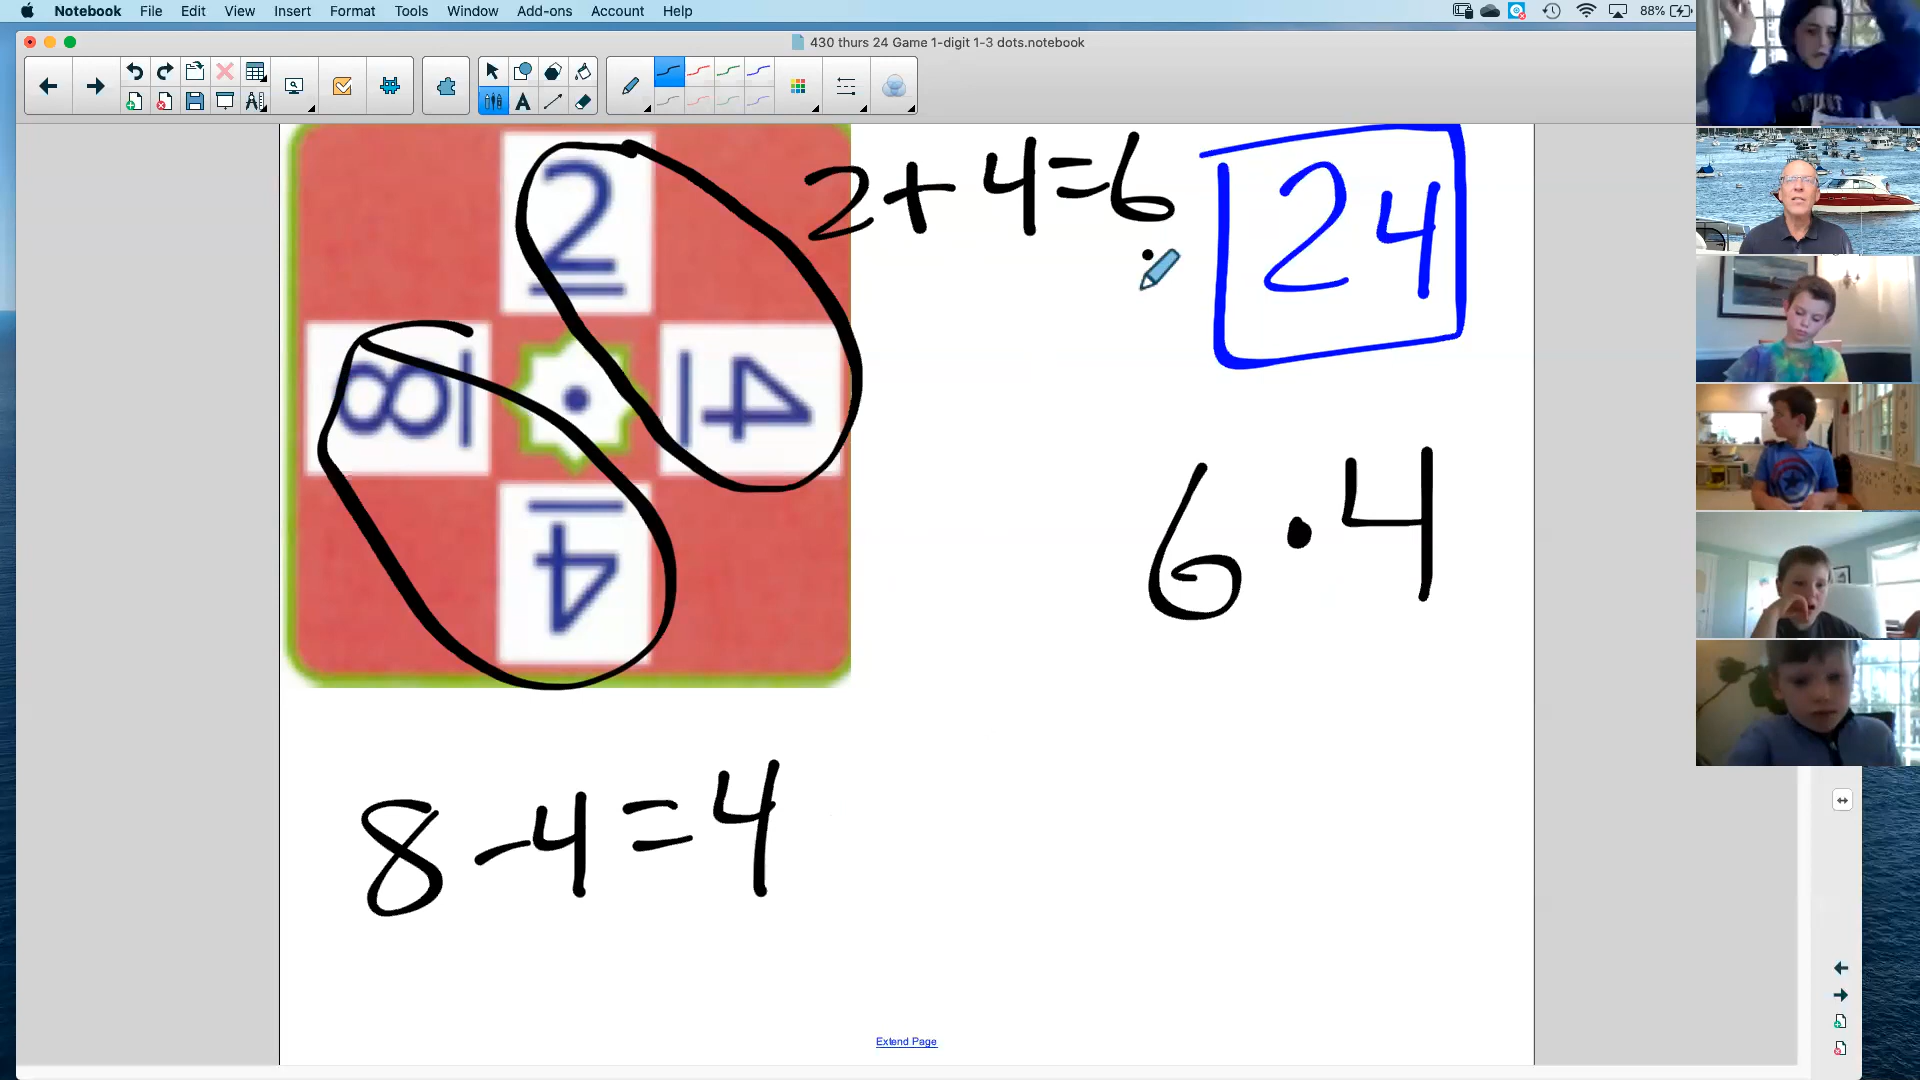 Notebook File Edit View Insert Format Tools Window Add-ons Account Help 88%
430 thurs 24 Game 1-digit 1-3 dots.notebook
A
2 2 + 4 = 6 24
8 4
4 6 · 4
8 - 4 = 4
Extend Page